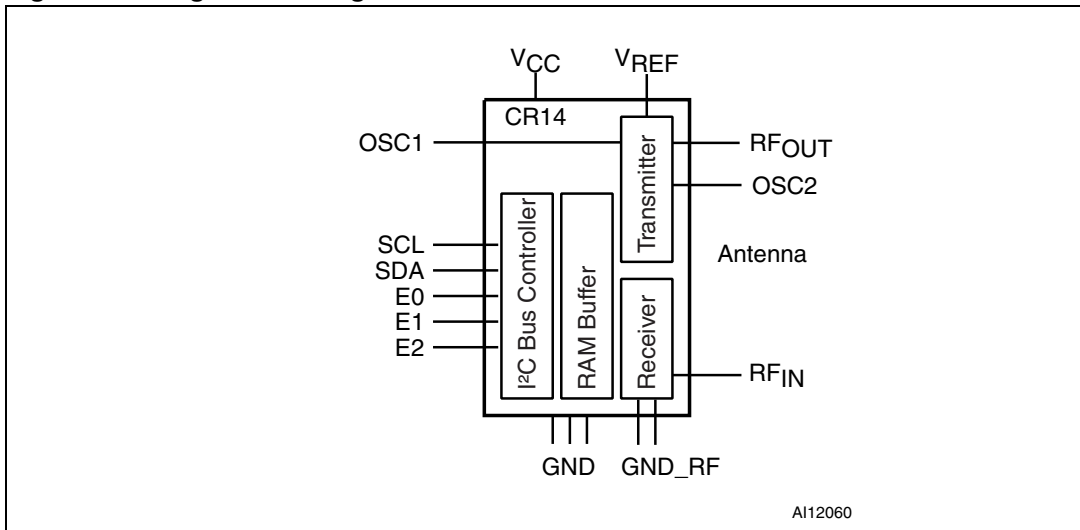 VCC
VREF
CR14
OSC1
RFOUT
OSC2
Transmitter
Antenna
SCL
SDA
E0
E1
E2
I²C Bus Controller
RAM Buffer
Receiver
RFIN
GND
GND_RF
AI12060